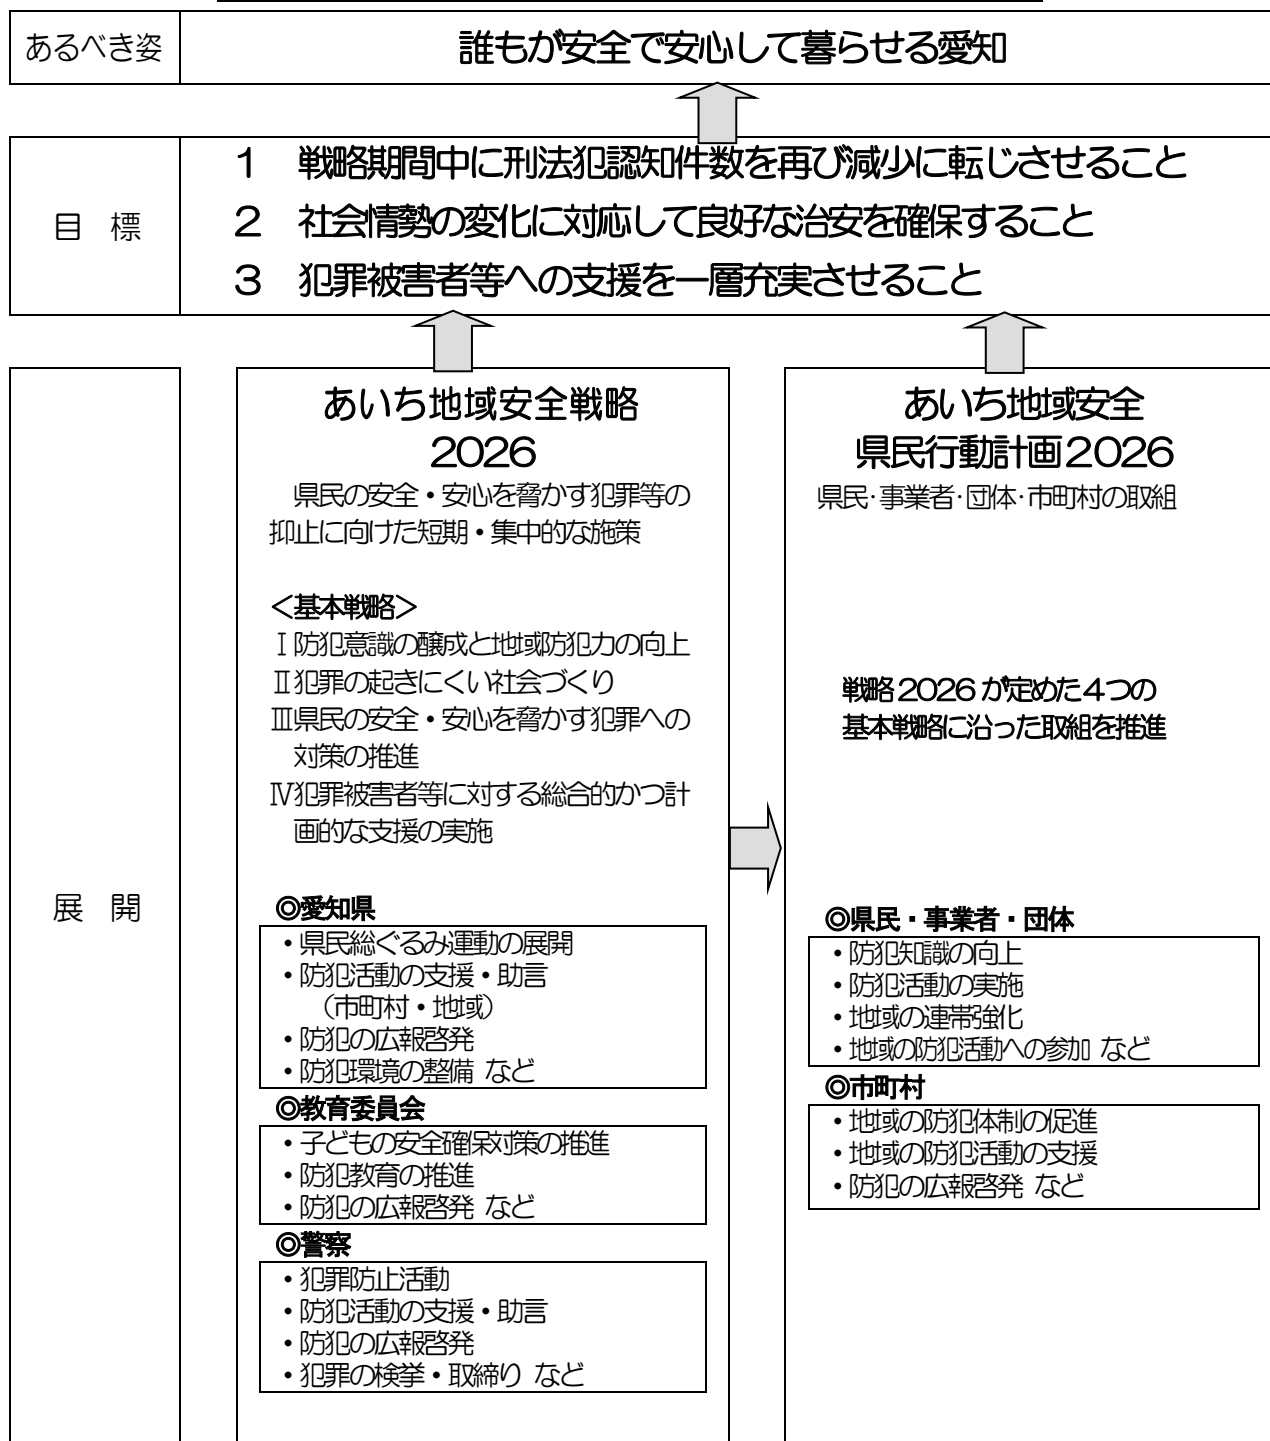 あるべき姿
誰もが安全で安心して暮らせる愛知
目　標
１　戦略期間中に刑法犯認知件数を再び減少に転じさせること
２　社会情勢の変化に対応して良好な治安を確保すること
３　犯罪被害者等への支援を一層充実させること
展　開
あいち地域安全戦略
２０２６
県民の安全・安心を脅かす犯罪等の
抑止に向けた短期・集中的な施策
＜基本戦略＞
Ⅰ防犯意識の醸成と地域防犯力の向上
Ⅱ犯罪の起きにくい社会づくり
Ⅲ県民の安全・安心を脅かす犯罪への
対策の推進
Ⅳ犯罪被害者等に対する総合的かつ計
画的な支援の実施
◎愛知県
・県民総ぐるみ運動の展開
・防犯活動の支援・助言
（市町村・地域）
・防犯の広報啓発
・防犯環境の整備 など
◎教育委員会
・子どもの安全確保対策の推進
・防犯教育の推進
・防犯の広報啓発 など
◎警察
・犯罪防止活動
・防犯活動の支援・助言
・防犯の広報啓発
・犯罪の検挙・取締り など
あいち地域安全
県民行動計画２０２６
県民・事業者・団体・市町村の取組
戦略２０２６が定めた４つの
基本戦略に沿った取組を推進
◎県民・事業者・団体
・防犯知識の向上
・防犯活動の実施
・地域の連帯強化
・地域の防犯活動への参加 など
◎市町村
・地域の防犯体制の促進
・地域の防犯活動の支援
・防犯の広報啓発 など